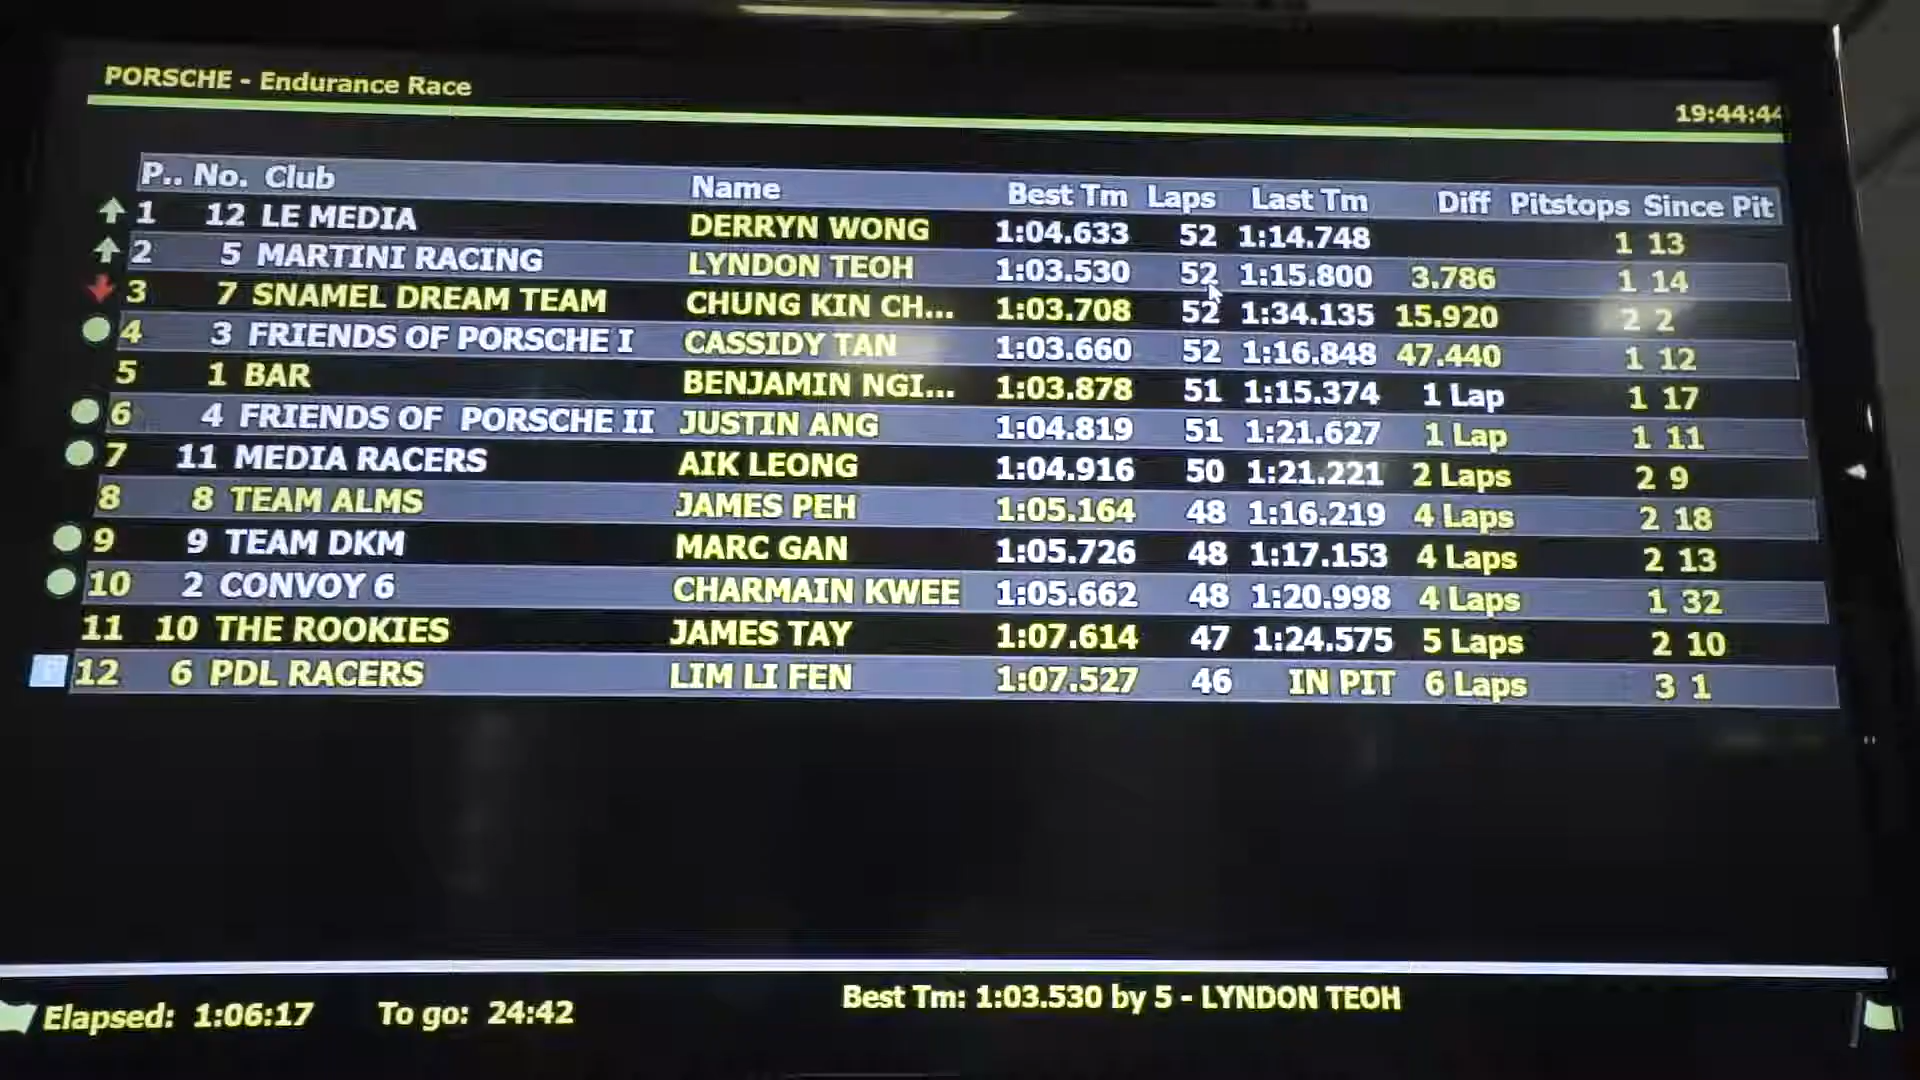 PORSCHE - Endurance Race
19:44:44
P.. No. Club Name Best Tm Laps Last Tm Diff Pitstops Since Pit
1 12 LE MEDIA DERRYN WONG 1:04.633 52 1:14.748 1 13
2 5 MARTINI RACING LYNDON TEOH 1:03.530 52 1:15.800 3.786 1 14
3 7 SNAMEL DREAM TEAM CHUNG KIN CH... 1:03.708 52 1:34.135 15.920 2 2
4 3 FRIENDS OF PORSCHE I CASSIDY TAN 1:03.660 52 1:16.848 47.440 1 12
5 1 BAR BENJAMIN NGI... 1:03.878 51 1:15.374 1 Lap 1 17
6 4 FRIENDS OF PORSCHE II JUSTIN ANG 1:04.819 51 1:21.627 1 Lap 1 11
7 11 MEDIA RACERS AIK LEONG 1:04.916 50 1:21.221 2 Laps 2 9
8 8 TEAM ALMS JAMES PEH 1:05.164 48 1:16.219 4 Laps 2 18
9 9 TEAM DKM MARC GAN 1:05.726 48 1:17.153 4 Laps 2 13
10 2 CONVOY 6 CHARMAIN KWEE 1:05.662 48 1:20.998 4 Laps 1 32
11 10 THE ROOKIES JAMES TAY 1:07.614 47 1:24.575 5 Laps 2 10
12 6 PDL RACERS LIM LI FEN 1:07.527 46 IN PIT 6 Laps 3 1
Elapsed: 1:06:17 To go: 24:42 Best Tm: 1:03.530 by 5 - LYNDON TEOH